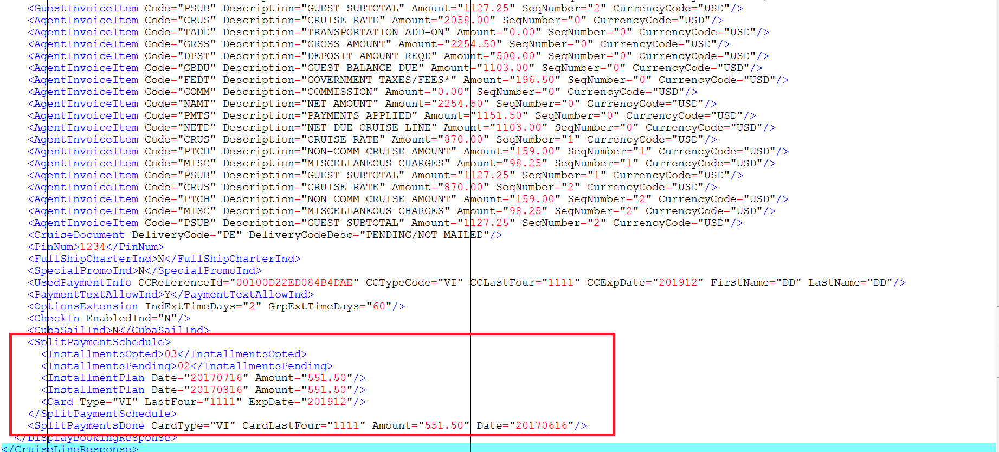 <GuestInvoiceItem Code="PSUB" Description="GUEST SUBTOTAL" Amount="1127.25" SeqNumber="2" CurrencyCode="USD"/>
<AgentInvoiceItem Code="CRUS" Description="CRUISE RATE" Amount="2058.00" SeqNumber="0" CurrencyCode="USD"/>
<AgentInvoiceItem Code="TADD" Description="TRANSPORTATION ADD-ON" Amount="0.00" SeqNumber="0" CurrencyCode="USD"/>
<AgentInvoiceItem Code="GRSS" Description="GROSS AMOUNT" Amount="2254.50" SeqNumber="0" CurrencyCode="USD"/>
<AgentInvoiceItem Code="DPST" Description="DEPOSIT AMOUNT REQD" Amount="500.00" SeqNumber="0" CurrencyCode="USD"/>
<AgentInvoiceItem Code="GBDU" Description="GUEST BALANCE DUE" Amount="1103.00" SeqNumber="0" CurrencyCode="USD"/>
<AgentInvoiceItem Code="FEDT" Description="GOVERNMENT TAXES/FEES*" Amount="196.50" SeqNumber="0" CurrencyCode="USD"/>
<AgentInvoiceItem Code="COMM" Description="COMMISSION" Amount="0.00" SeqNumber="0" CurrencyCode="USD"/>
<AgentInvoiceItem Code="NAMT" Description="NET AMOUNT" Amount="2254.50" SeqNumber="0" CurrencyCode="USD"/>
<AgentInvoiceItem Code="PMTS" Description="PAYMENTS APPLIED" Amount="1151.50" SeqNumber="0" CurrencyCode="USD"/>
<AgentInvoiceItem Code="NETD" Description="NET DUE CRUISE LINE" Amount="1103.00" SeqNumber="0" CurrencyCode="USD"/>
<AgentInvoiceItem Code="CRUS" Description="CRUISE RATE" Amount="870.00" SeqNumber="1" CurrencyCode="USD"/>
<AgentInvoiceItem Code="PTCH" Description="NON-COMM CRUISE AMOUNT" Amount="159.00" SeqNumber="1" CurrencyCode="USD"/>
<AgentInvoiceItem Code="MISC" Description="MISCELLANEOUS CHARGES" Amount="98.25" SeqNumber="1" CurrencyCode="USD"/>
<AgentInvoiceItem Code="PSUB" Description="GUEST SUBTOTAL" Amount="1127.25" SeqNumber="1" CurrencyCode="USD"/>
<AgentInvoiceItem Code="CRUS" Description="CRUISE RATE" Amount="870.00" SeqNumber="2" CurrencyCode="USD"/>
<AgentInvoiceItem Code="PTCH" Description="NON-COMM CRUISE AMOUNT" Amount="159.00" SeqNumber="2" CurrencyCode="USD"/>
<AgentInvoiceItem Code="MISC" Description="MISCELLANEOUS CHARGES" Amount="98.25" SeqNumber="2" CurrencyCode="USD"/>
<AgentInvoiceItem Code="PSUB" Description="GUEST SUBTOTAL" Amount="1127.25" SeqNumber="2" CurrencyCode="USD"/>
<CruiseDocument DeliveryCode="PE" DeliveryCodeDesc="PENDING/NOT MAILED"/>
<PinNum>1234</PinNum>
<FullShipCharterInd>N</FullShipCharterInd>
<SpecialPromoInd>N</SpecialPromoInd>
<UsedPaymentInfo CCReferenceId="00100D22ED084B4DAE" CCTypeCode="VI" CCLastFour="1111" CCExpDate="201912" FirstName="DD" LastName="DD"/>
<PaymentTextAllowInd>Y</PaymentTextAllowInd>
<OptionsExtension IndExtTimeDays="2" GrpExtTimeDays="60"/>
<CheckIn EnabledInd="N"/>
<CubaSailInd>N</CubaSailInd>
<SplitPaymentSchedule>
<InstallmentsOpted>03</InstallmentsOpted>
<InstallmentsPending>02</InstallmentsPending>
<InstallmentPlan Date="20170716" Amount="551.50"/>
<InstallmentPlan Date="20170816" Amount="551.50"/>
<Card Type="VI" LastFour="1111" ExpDate="201912"/>
</SplitPaymentSchedule>
<SplitPaymentsDone CardType="VI" CardLastFour="1111" Amount="551.50" Date="20170616"/>
</DisplayBookingResponse>
</CruiseLineResponse>